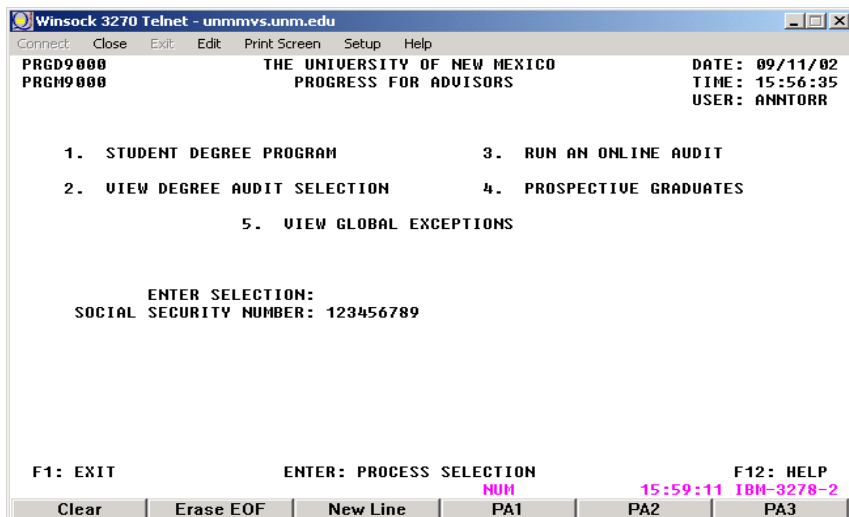 Winsock 3270 Telnet - unmmvs.unm.edu
Connect Close Exit Edit Print Screen Setup Help
PRGD9000 THE UNIVERSITY OF NEW MEXICO DATE: 09/11/02
PRGM9000 PROGRESS FOR ADVISORS TIME: 15:56:35
USER: ANNTORR
1. STUDENT DEGREE PROGRAM 3. RUN AN ONLINE AUDIT
2. VIEW DEGREE AUDIT SELECTION 4. PROSPECTIVE GRADUATES
5. VIEW GLOBAL EXCEPTIONS
ENTER SELECTION:
SOCIAL SECURITY NUMBER: 123456789
F1: EXIT ENTER: PROCESS SELECTION F12: HELP
NUM 15:59:11 IBM-3278-2
Clear Erase EOF New Line PA1 PA2 PA3